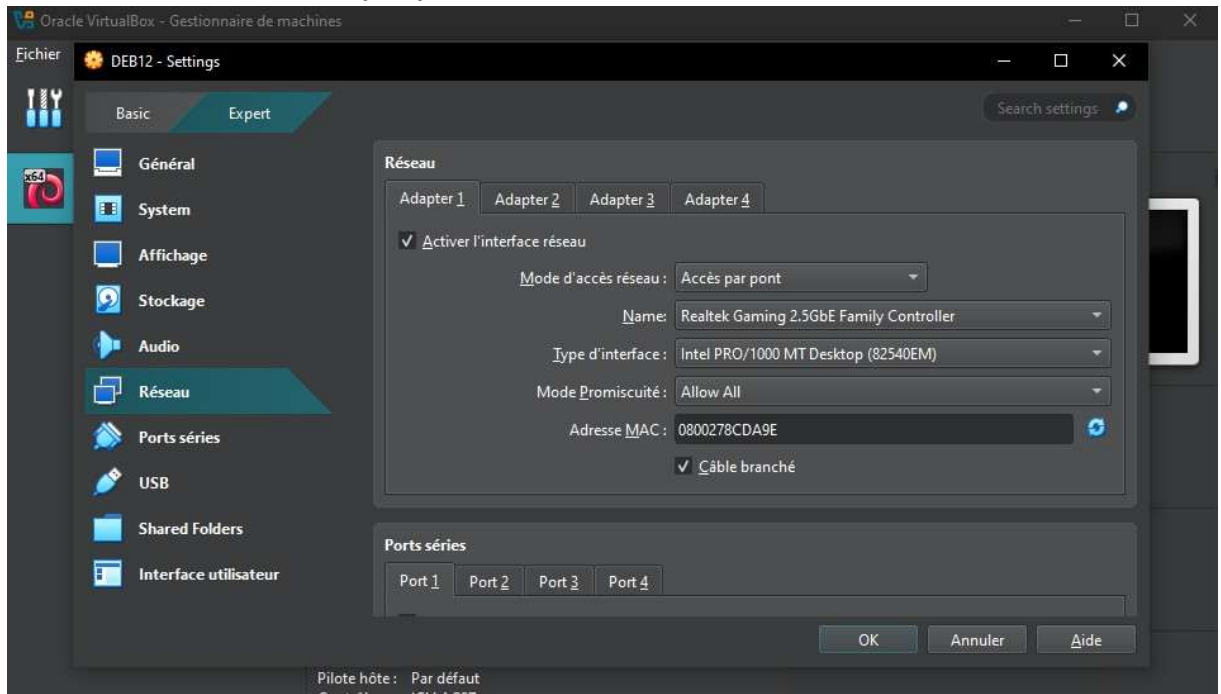 Oracle VirtualBox - Gestionnaire de machines
Fichier
DEB12 - Settings
Basic Expert
Search settings
x64
Général
System
Affichage
Stockage
Audio
Réseau
Ports séries
USB
Shared Folders
Interface utilisateur
Réseau
Adapter 1 Adapter 2 Adapter 3 Adapter 4
Activer l'interface réseau
Mode d'accès réseau : Accès par pont
Name: Realtek Gaming 2.5GbE Family Controller
Type d'interface : Intel PRO/1000 MT Desktop (82540EM)
Mode Promiscuité : Allow All
Adresse MAC : 0800278CDA9E
Câble branché
Ports séries
Port 1 Port 2 Port 3 Port 4
OK Annuler Aide
Pilote hôte : Par défaut